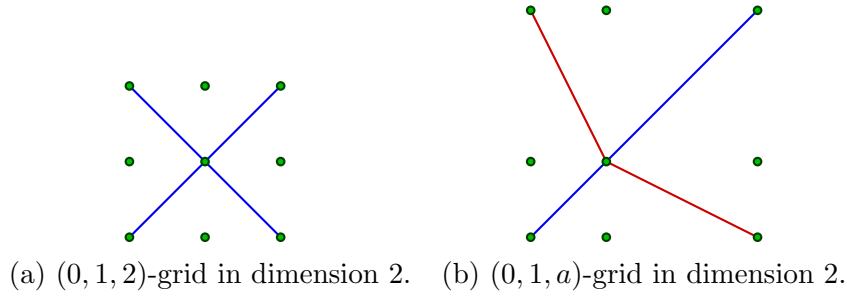 (a) (0, 1, 2)-grid in dimension 2. (b) (0, 1, a)-grid in dimension 2.